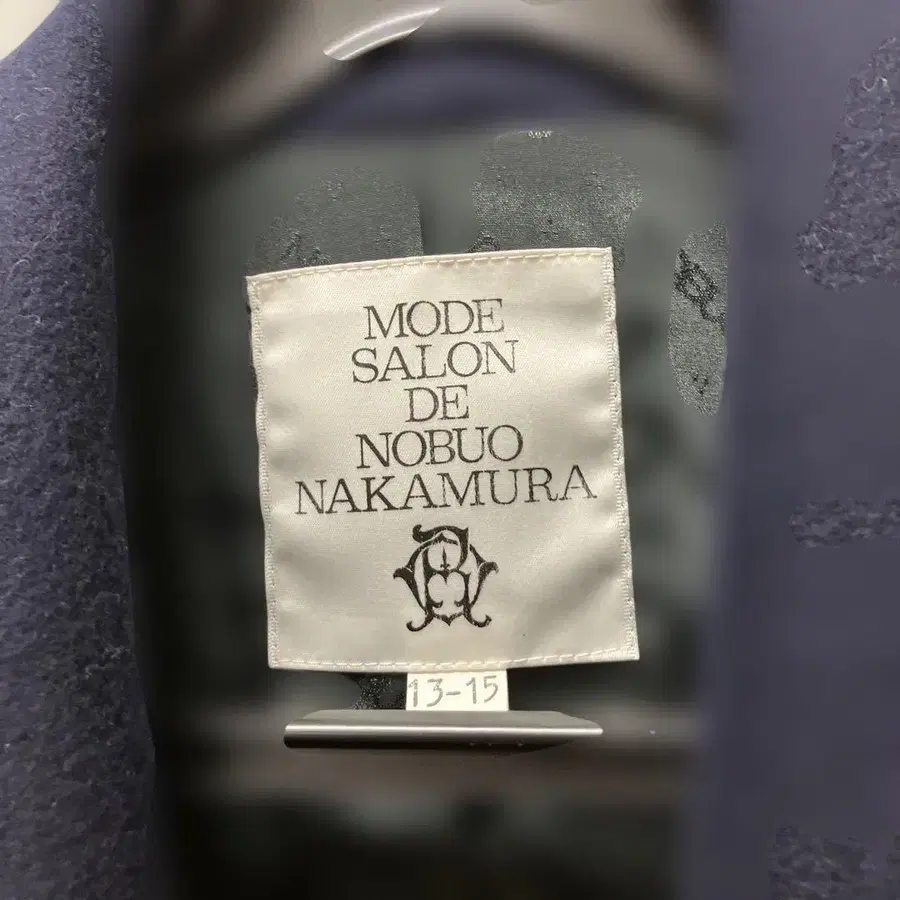 MODE
SALON
DE
NOBUO
NAKAMURA
13-15